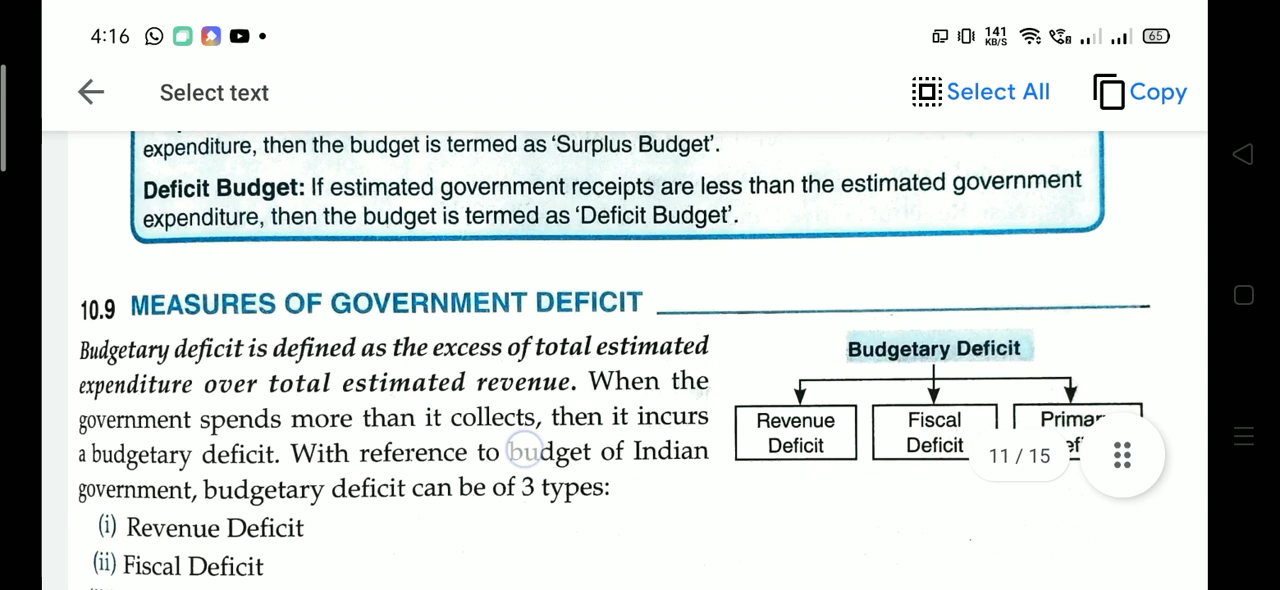 4:16
141
KB/S
65
Select text
Select All
Copy
expenditure, then the budget is termed as ‘Surplus Budget’.
Deficit Budget: If estimated government receipts are less than the estimated government
expenditure, then the budget is termed as ‘Deficit Budget’.
10.9 MEASURES OF GOVERNMENT DEFICIT
Budgetary deficit is defined as the excess of total estimated
expenditure over total estimated revenue. When the
government spends more than it collects, then it incurs
a budgetary deficit. With reference to budget of Indian
government, budgetary deficit can be of 3 types:
(i) Revenue Deficit
(ii) Fiscal Deficit
Budgetary Deficit
Revenue
Deficit
Fiscal
Deficit
11 / 15